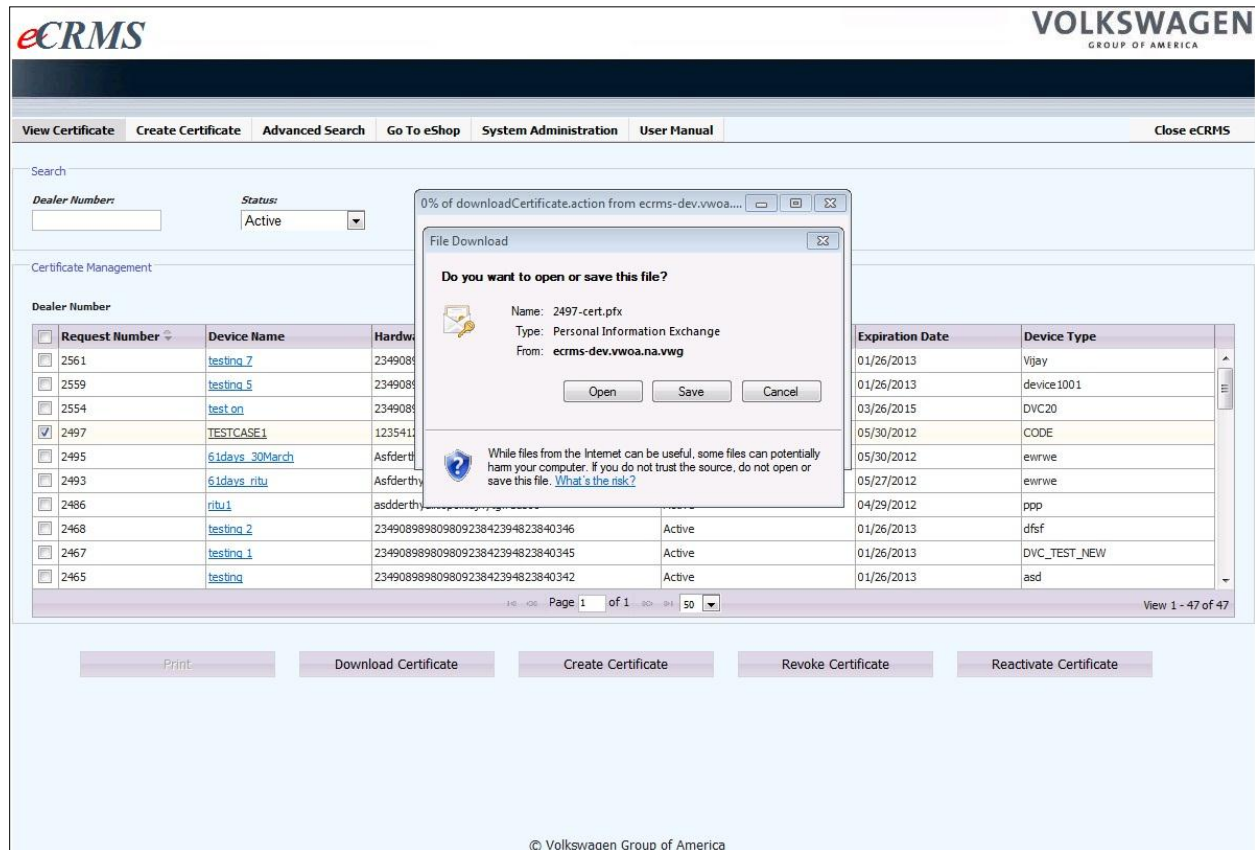 eCRMS
VOLKSWAGEN
GROUP OF AMERICA
View Certificate Create Certificate Advanced Search Go To eShop System Administration User Manual Close eCRMS
Search
Dealer Number: Status:
Active
0% of downloadCertificate.action from ecrms-dev.vwoa....
File Download
Do you want to open or save this file?
Name: 2497-cert.pfx
Type: Personal Information Exchange
From: ecrms-dev.vwoa.na.vwg
Open Save Cancel
While files from the Internet can be useful, some files can potentially
harm your computer. If you do not trust the source, do not open or
save this file. What's the risk?
Certificate Management
Dealer Number
Request Number Device Name Hardwa Expiration Date Device Type
2561 testing 7 2349089 01/26/2013 Vijay
2559 testing 5 2349089 01/26/2013 device1001
2554 test on 2349089 03/26/2015 DVC20
2497 TESTCASE1 1235412 05/30/2012 CODE
2495 61days_30March Asfderth 05/30/2012 ewrwe
2493 61days_ritu Asfderthy 05/27/2012 ewrwe
2486 ritu1 04/29/2012 ppp
2468 testing 2 23490898980980923842394823840346 Active 01/26/2013 dfsf
2467 testing 1 23490898980980923842394823840345 Active 01/26/2013 DVC_TEST_NEW
2465 testing 23490898980980923842394823840342 Active 01/26/2013 asd
Page 1 of 1 50 View 1 - 47 of 47
Print Download Certificate Create Certificate Revoke Certificate Reactivate Certificate
© Volkswagen Group of America